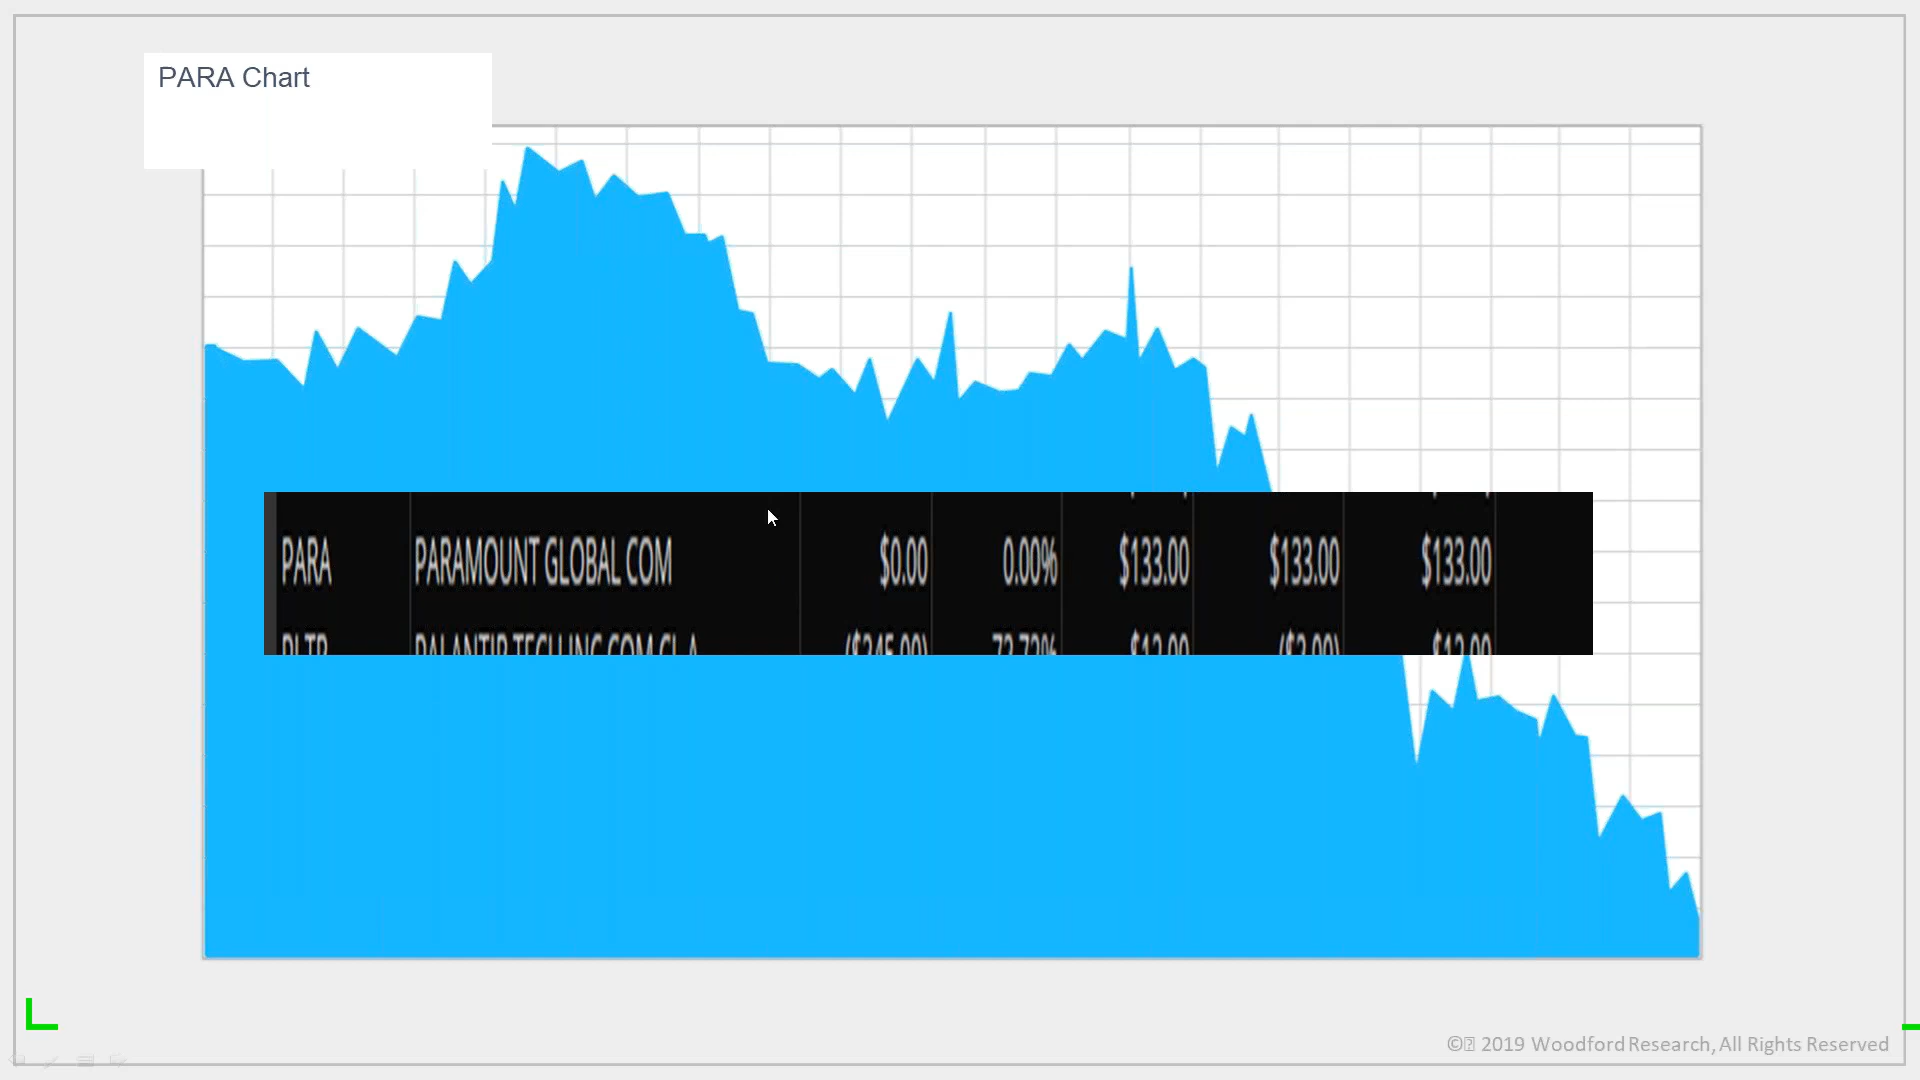 PARA Chart
PARA PARAMOUNT GLOBAL COM $0.00 0.00% $133.00 $133.00 $133.00
© 2019 Woodford Research, All Rights Reserved